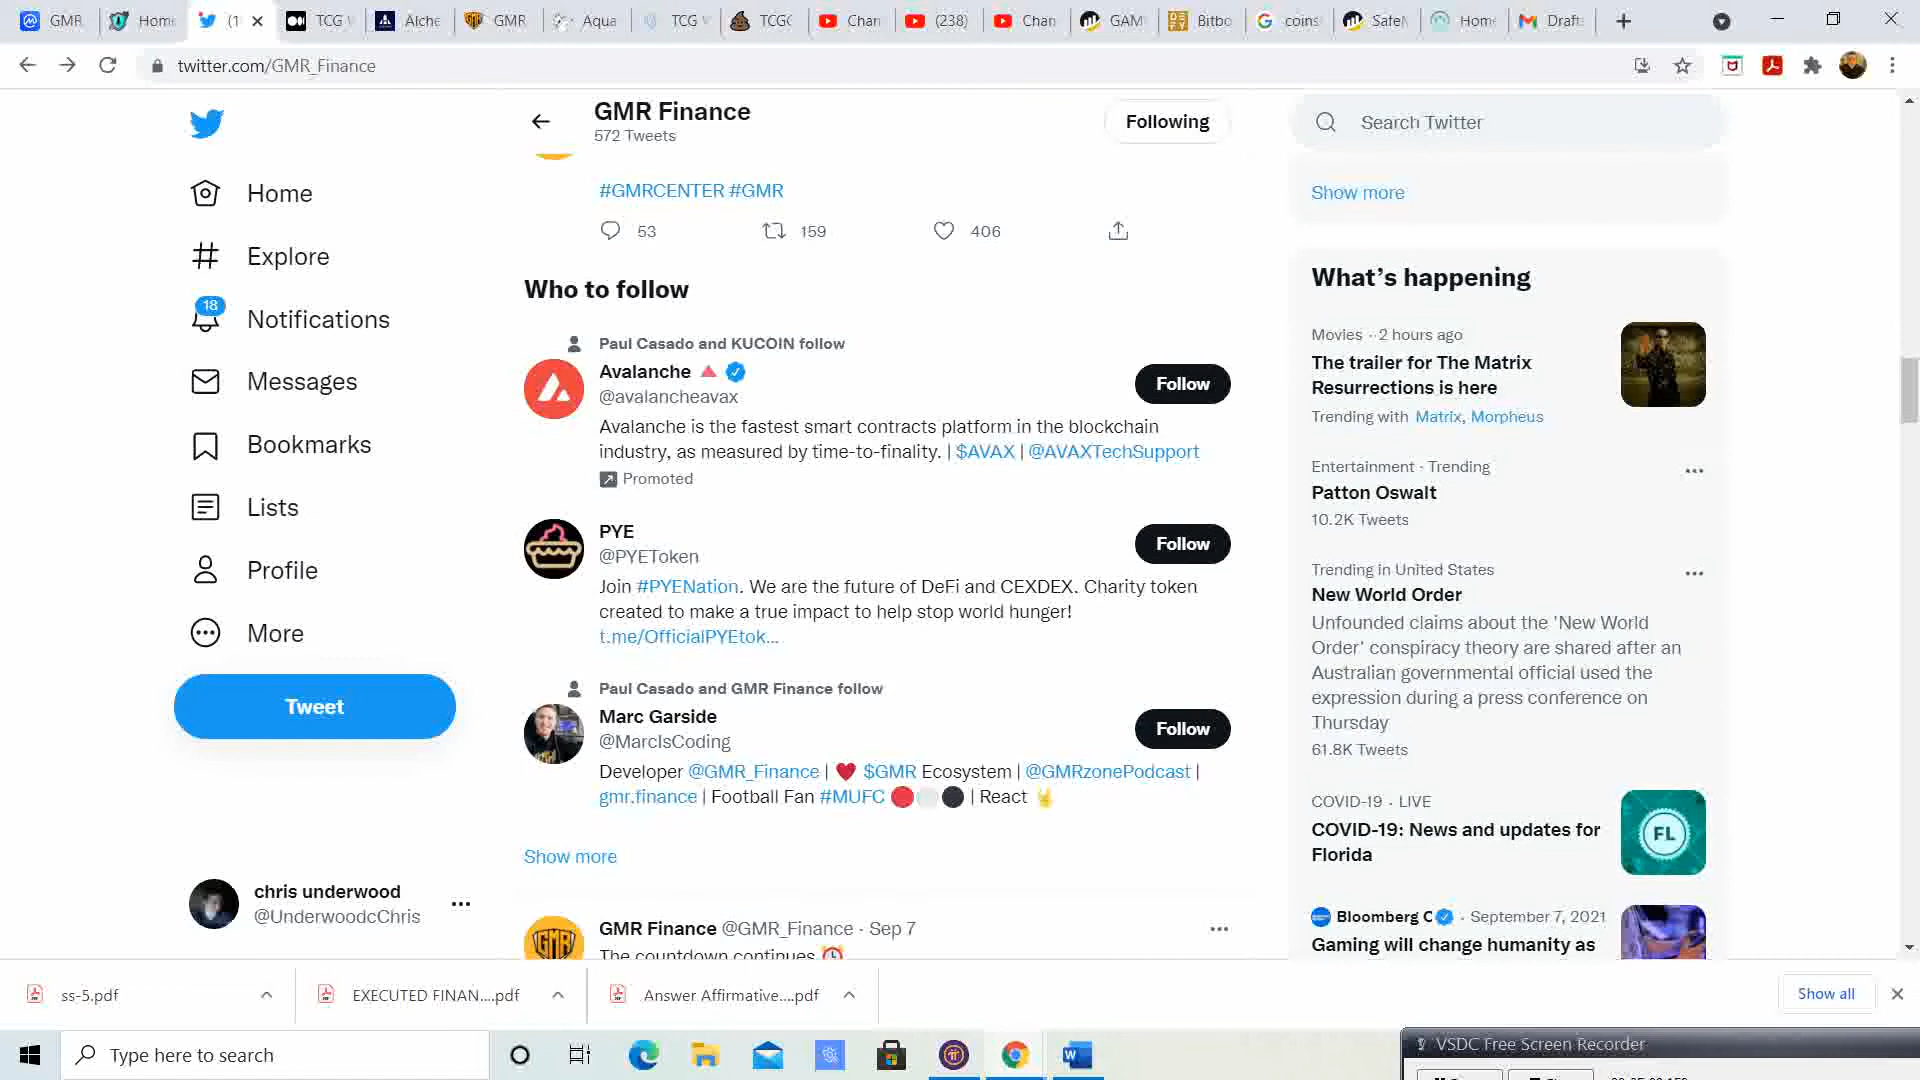 GMR
Home
(1
TCG
Alche
GMR
Aqua
TCG
TCGC
Chan
(238)
Chan
GAM
Bitbo
coins
Safe
Home
Draft
twitter.com/GMR_Finance
GMR Finance
572 Tweets
Following
Search Twitter
Home
Explore
18
Notifications
Messages
Bookmarks
Lists
Profile
More
Tweet
chris underwood
@UnderwoodcChris
#GMRCENTER #GMR
53 159 406
Who to follow
Paul Casado and KUCOIN follow
Avalanche
@avalancheavax
Follow
Avalanche is the fastest smart contracts platform in the blockchain
industry, as measured by time-to-finality. | $AVAX | @AVAXTechSupport
Promoted
PYE
@PYEToken
Follow
Join #PYENation. We are the future of DeFi and CEXDEX. Charity token
created to make a true impact to help stop world hunger!
t.me/OfficialPYEtok...
Paul Casado and GMR Finance follow
Marc Garside
@MarcIsCoding
Follow
Developer @GMR_Finance | ❤️ $GMR Ecosystem | @GMRzonePodcast |
gmr.finance | Football Fan #MUFC 🔴⚪⚫ | React 🤘
Show more
GMR
GMR Finance @GMR_Finance · Sep 7
The countdown continues ⏰
Show more
What's happening
Movies · 2 hours ago
The trailer for The Matrix
Resurrections is here
Trending with Matrix, Morpheus
Entertainment · Trending
Patton Oswalt
10.2K Tweets
Trending in United States
New World Order
Unfounded claims about the 'New World
Order' conspiracy theory are shared after an
Australian governmental official used the
expression during a press conference on
Thursday
61.8K Tweets
COVID-19 · LIVE
COVID-19: News and updates for
Florida
FL
Bloomberg C · September 7, 2021
Gaming will change humanity as
ss-5.pdf
EXECUTED FINAN....pdf
Answer Affirmative....pdf
Show all
Type here to search
VSDC Free Screen Recorder